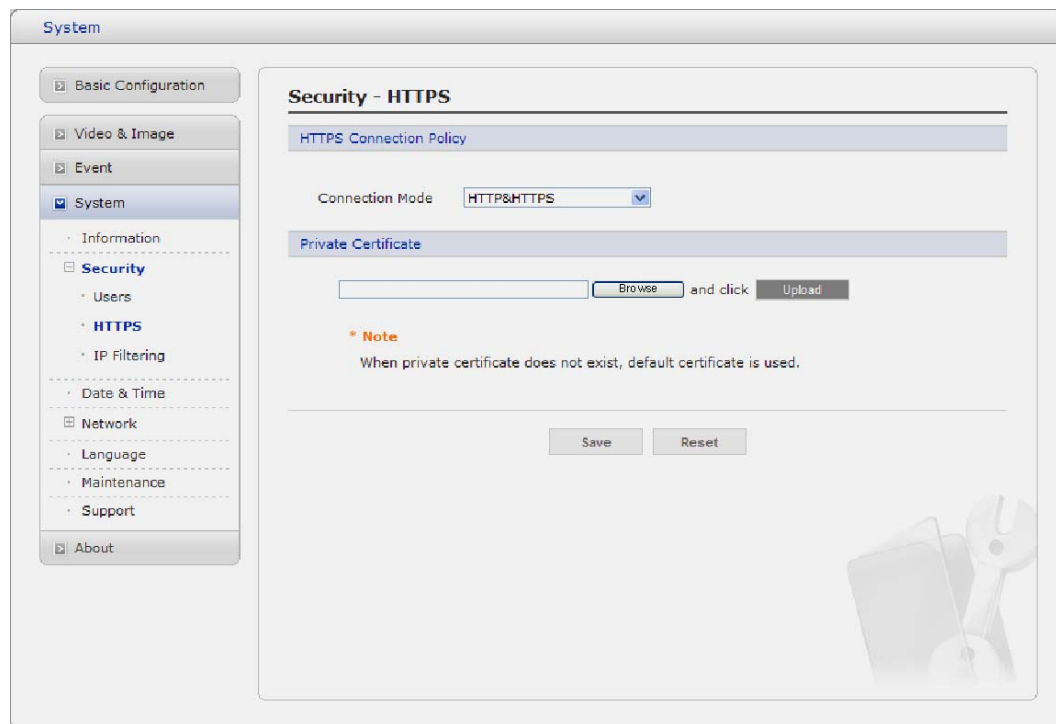 System
Basic Configuration
Video & Image
Event
System
Information
Security
Users
HTTPS
IP Filtering
Date & Time
Network
Language
Maintenance
Support
About
Security - HTTPS
HTTPS Connection Policy
Connection Mode HTTP&HTTPS
Private Certificate
Browse and click Upload
* Note
When private certificate does not exist, default certificate is used.
Save Reset